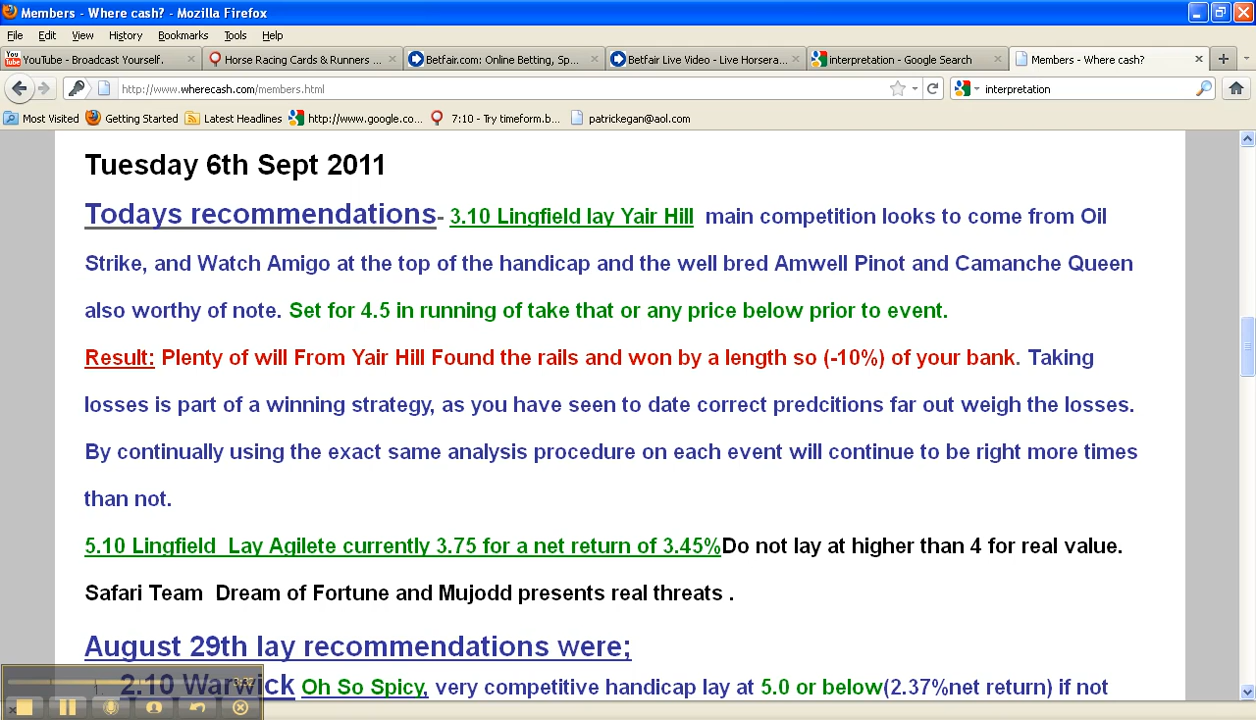 Members - Where cash? - Mozilla Firefox
File Edit View History Bookmarks Tools Help
YouTube - Broadcast Yourself. Horse Racing Cards & Runners ... Betfair.com: Online Betting, Sp... Betfair Live Video - Live Horsera... interpretation - Google Search Members - Where cash?
http://www.wherecash.com/members.html interpretation
Most Visited Getting Started Latest Headlines http://www.google.co... 7:10 - Try timeform.b... patrickegan@aol.com
Tuesday 6th Sept 2011
Todays recommendations- 3.10 Lingfield lay Yair Hill main competition looks to come from Oil
Strike, and Watch Amigo at the top of the handicap and the well bred Amwell Pinot and Camanche Queen
also worthy of note. Set for 4.5 in running of take that or any price below prior to event.
Result: Plenty of will From Yair Hill Found the rails and won by a length so (-10%) of your bank. Taking
losses is part of a winning strategy, as you have seen to date correct predcitions far out weigh the losses.
By continually using the exact same analysis procedure on each event will continue to be right more times
than not.
5.10 Lingfield Lay Agilete currently 3.75 for a net return of 3.45%Do not lay at higher than 4 for real value.
Safari Team Dream of Fortune and Mujodd presents real threats .
August 29th lay recommendations were;
2.10 Warwick Oh So Spicy, very competitive handicap lay at 5.0 or below(2.37%net return) if not